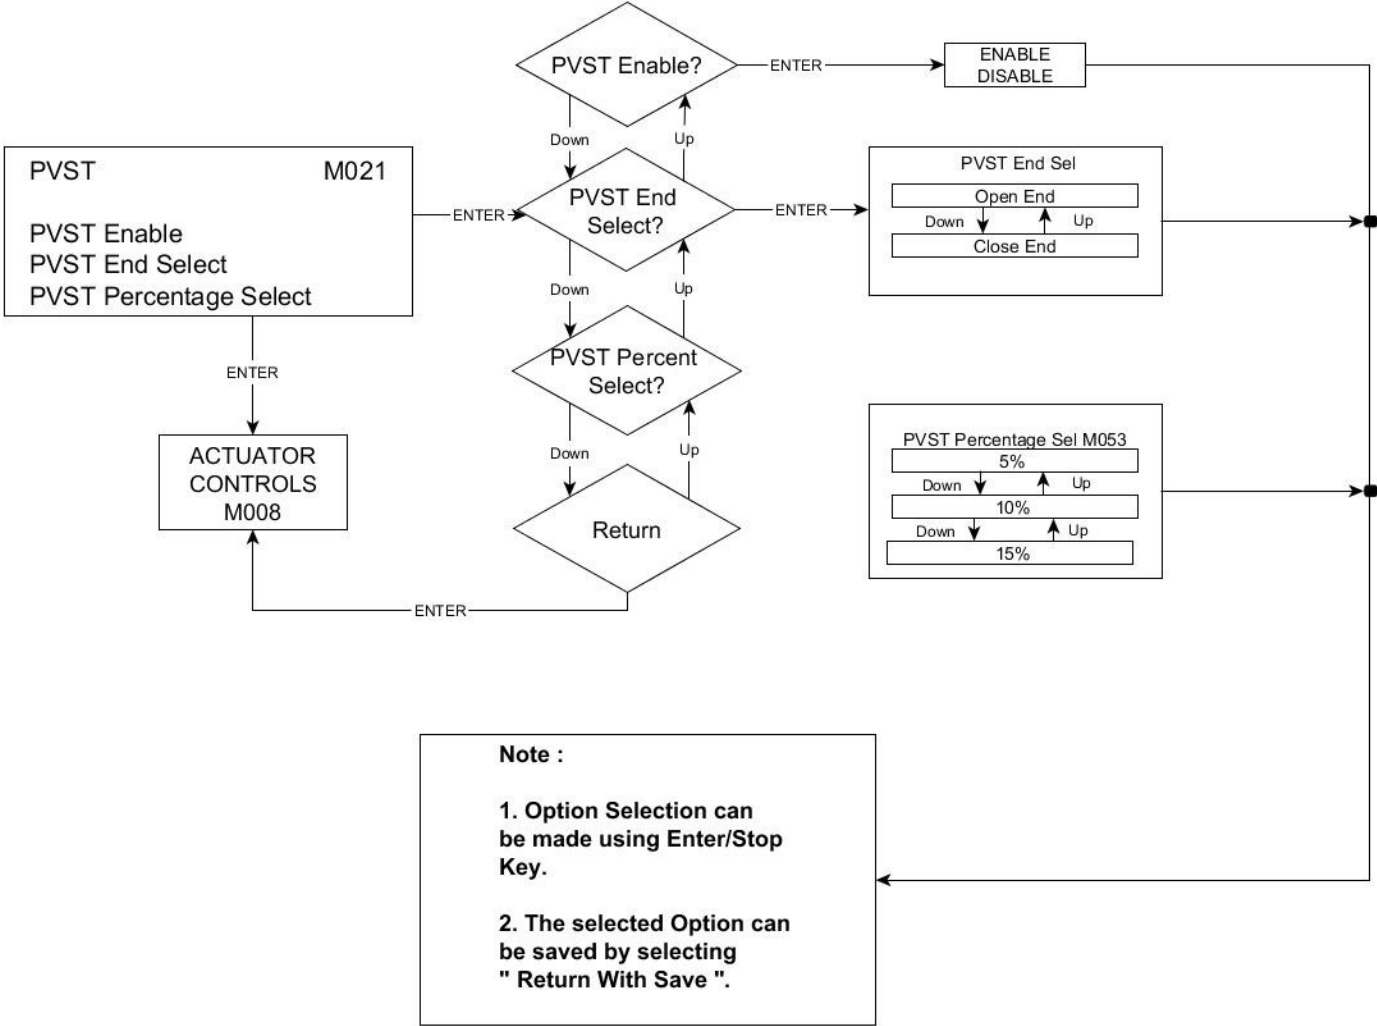 PVST Enable?
ENTER
ENABLE
DISABLE
Down
Up
PVST M021
PVST Enable
PVST End Select
PVST Percentage Select
ENTER
PVST End
Select?
ENTER
PVST End Sel
Open End
Down
Up
Close End
Down
Up
ENTER
PVST Percent
Select?
ACTUATOR
CONTROLS
M008
Down
Up
PVST Percentage Sel M053
5%
Down
Up
10%
Down
Up
15%
Return
ENTER
Note :
1. Option Selection can
be made using Enter/Stop
Key.
2. The selected Option can
be saved by selecting
" Return With Save ".